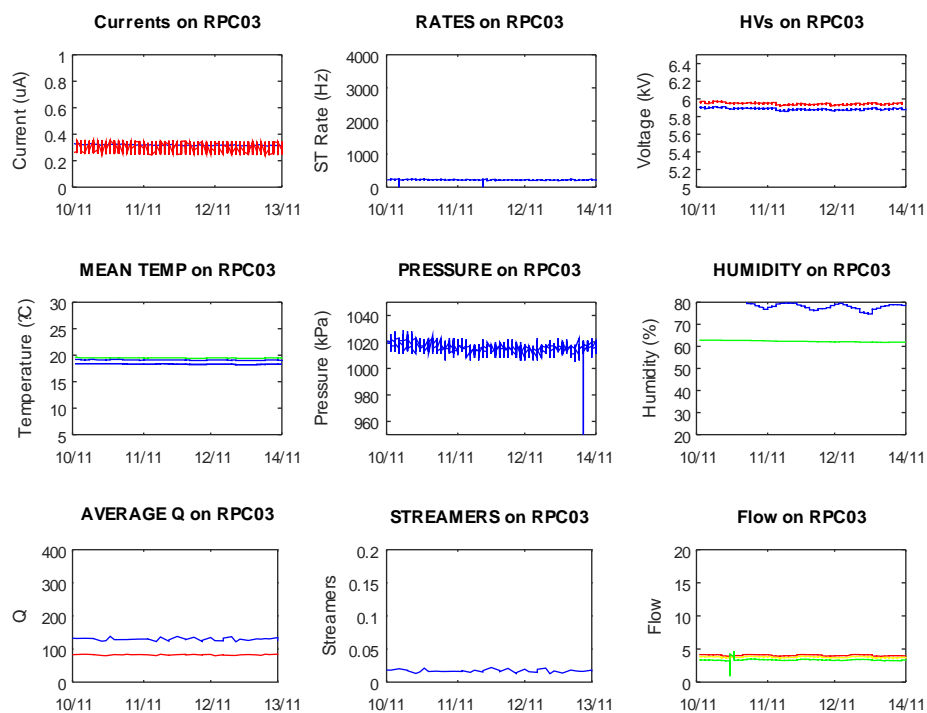 Currents on RPC03
RATES on RPC03
HVs on RPC03
Current (uA)
1
0.8
0.6
0.4
0.2
0
10/11 11/11 12/11 13/11
ST Rate (Hz)
4000
3000
2000
1000
0
10/11 11/11 12/11 13/11
Voltage (kV)
6.4
6.2
6
5.8
5.6
5.4
5.2
5
10/11 11/11 12/11 14/11
MEAN TEMP on RPC03
PRESSURE on RPC03
HUMIDITY on RPC03
Temperature (?C)
30
25
20
15
10
5
10/11 11/11 12/11 14/11
Pressure (kPa)
1040
1020
1000
980
960
10/11 11/11 12/11 14/11
Humidity (%)
80
70
60
50
40
30
20
10/11 11/11 12/11 14/11
AVERAGE Q on RPC03
STREAMERS on RPC03
Flow on RPC03
Q
400
300
200
100
0
10/11 11/11 12/11 13/11
Streamers
0.2
0.15
0.1
0.05
0
10/11 11/11 12/11 13/11
Flow
20
15
10
5
0
10/11 11/11 12/11 14/11